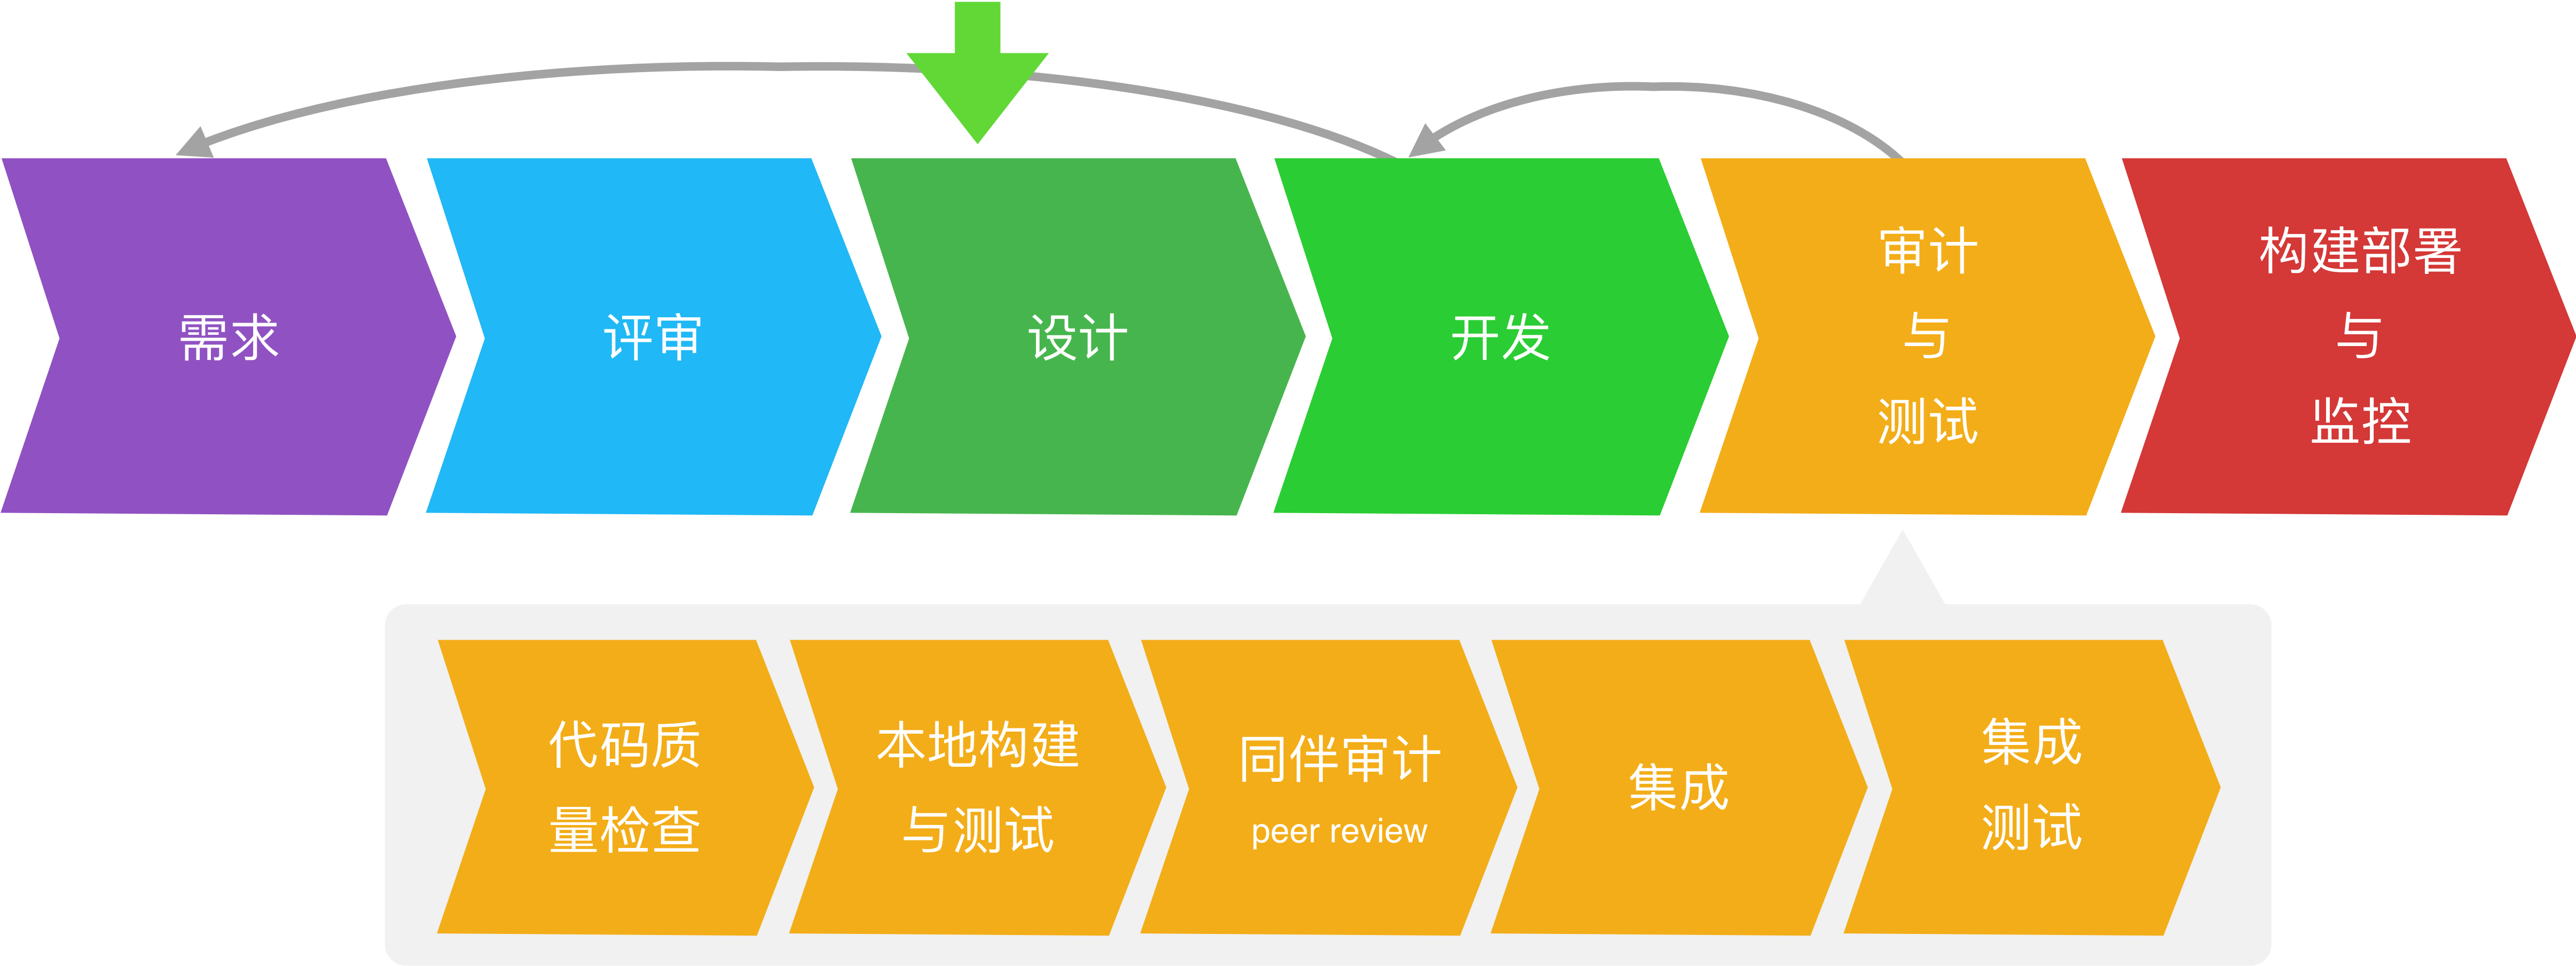 需求
评审
设计
开发
审计
与
测试
构建部署
与
监控
代码质
量检查
本地构建
与测试
同伴审计
peer review
集成
集成
测试